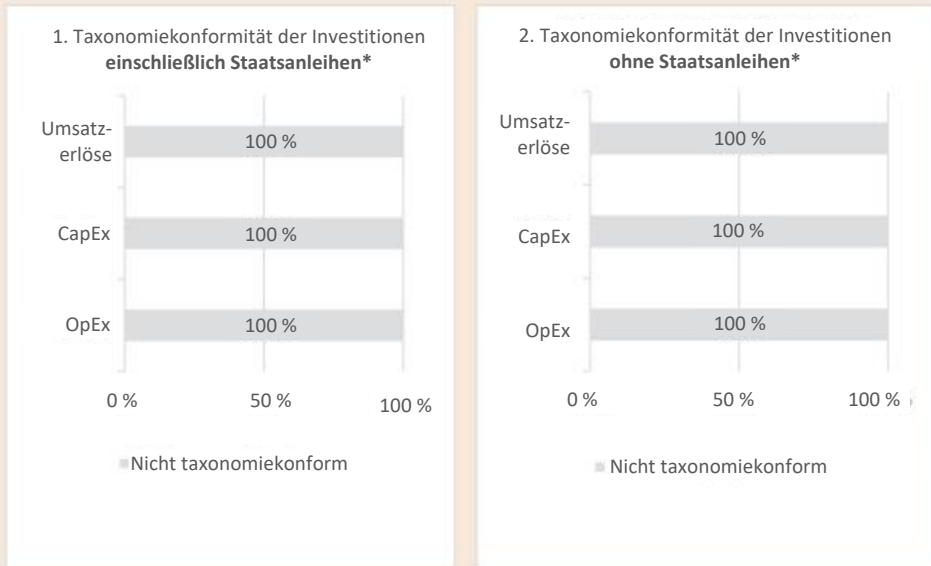 1. Taxonomiekonformität der Investitionen
einschließlich Staatsanleihen*
Umsatz-
erlöse
100 %
CapEx
100 %
OpEx
100 %
0 %
50 %
100 %
Nicht taxonomiekonform
2. Taxonomiekonformität der Investitionen
ohne Staatsanleihen*
Umsatz-
erlöse
100 %
CapEx
100 %
OpEx
100 %
0 %
50 %
100 %
Nicht taxonomiekonform